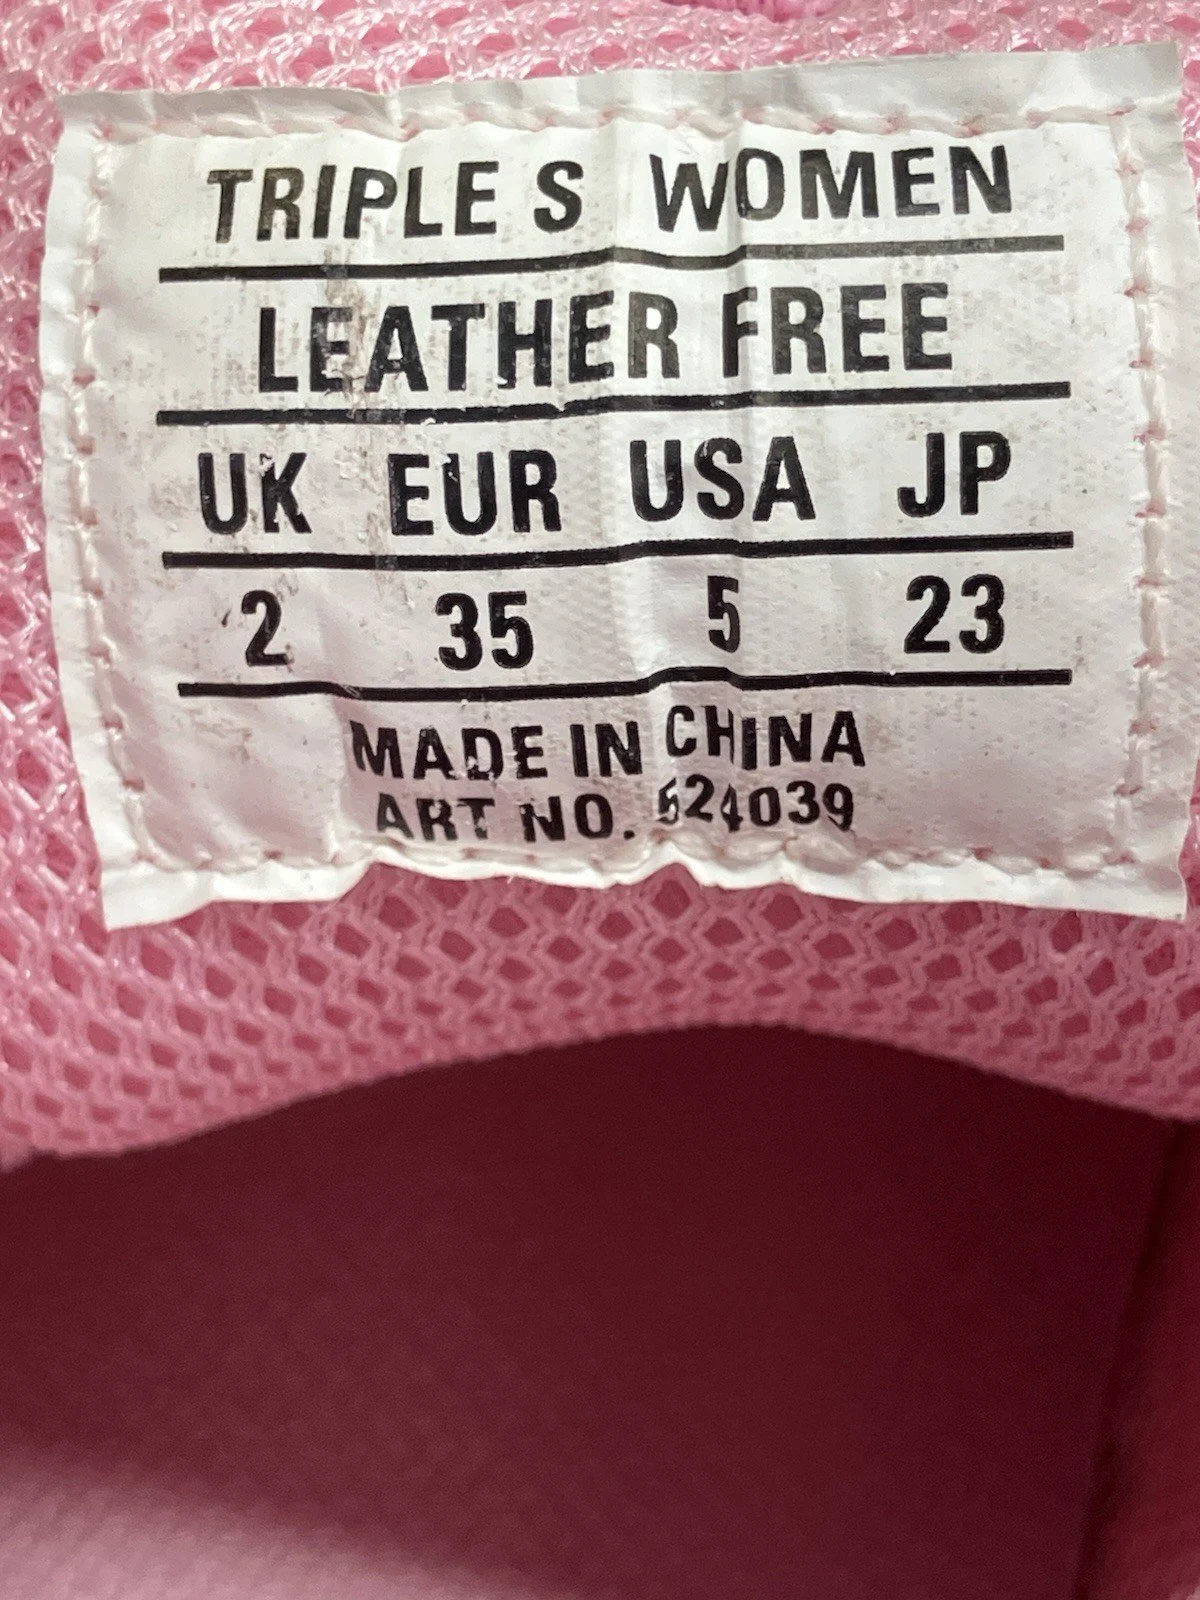 TRIPLE S WOMEN
LEATHER FREE
UK EUR USA JP
2 35 5 23
MADE IN CHINA
ART NO. 524039